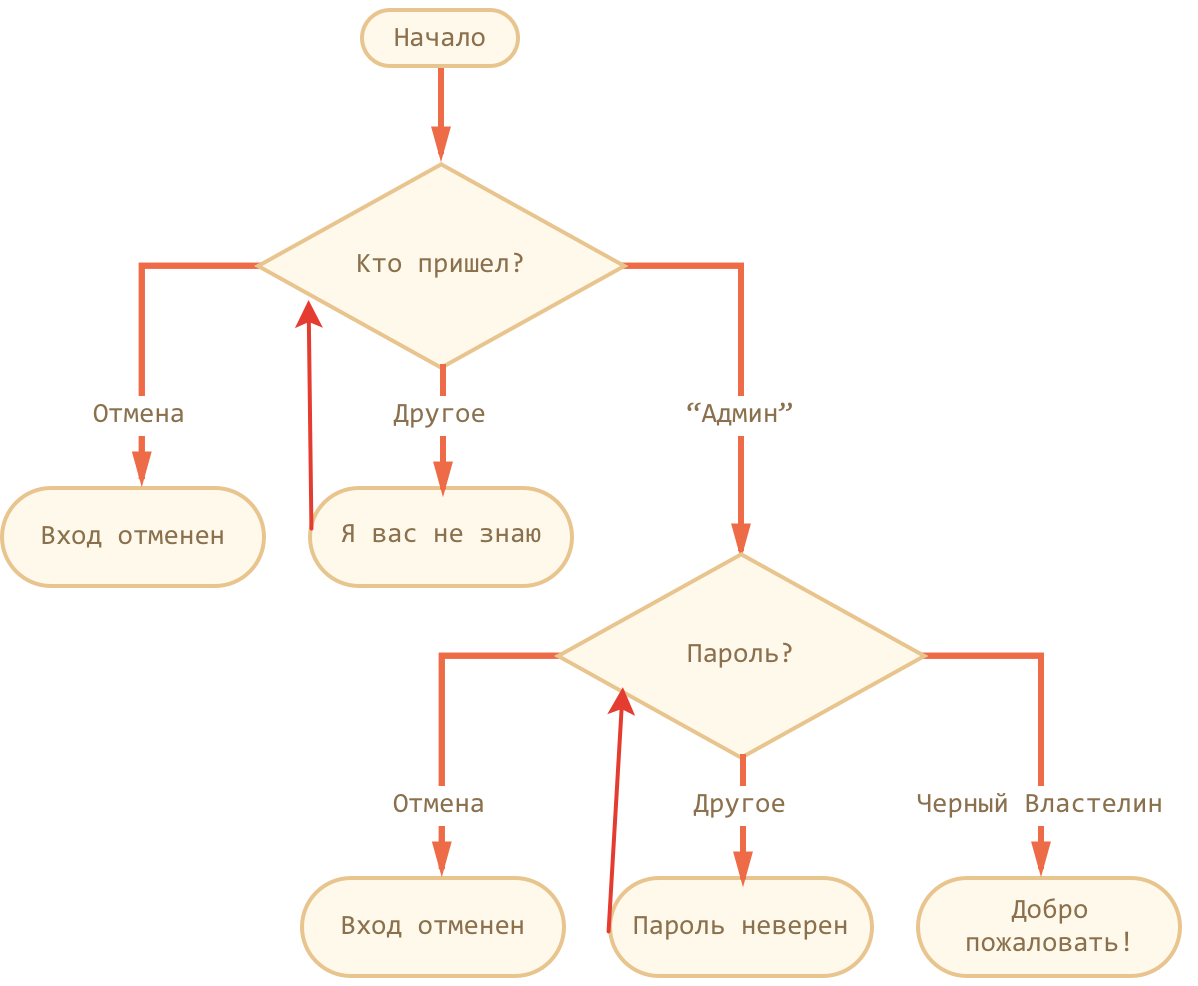 Начало
Кто пришел?
Отмена
Другое
“Админ”
Вход отменен
Я вас не знаю
Пароль?
Отмена
Другое
Черный Властелин
Вход отменен
Пароль неверен
Добро
пожаловать!